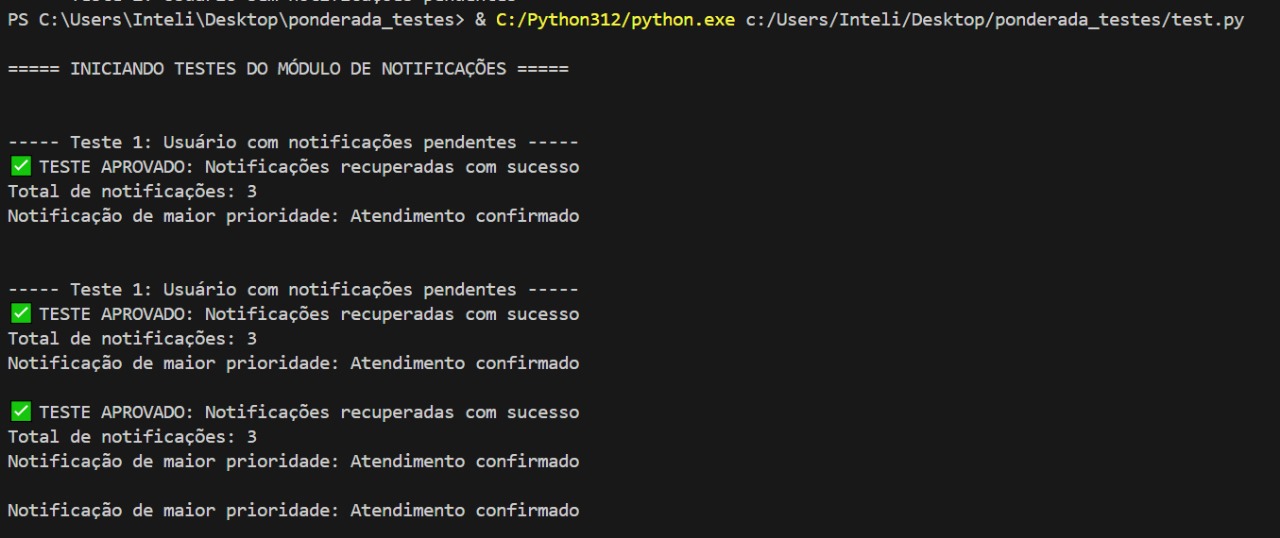 PS C:\Users\Inteli\Desktop\ponderada_testes> & C:/Python312/python.exe c:/Users/Inteli/Desktop/ponderada_testes/test.py
===== INICIANDO TESTES DO MÓDULO DE NOTIFICAÇÕES =====
----- Teste 1: Usuário com notificações pendentes -----
✅ TESTE APROVADO: Notificações recuperadas com sucesso
Total de notificações: 3
Notificação de maior prioridade: Atendimento confirmado
----- Teste 1: Usuário com notificações pendentes -----
✅ TESTE APROVADO: Notificações recuperadas com sucesso
Total de notificações: 3
Notificação de maior prioridade: Atendimento confirmado
✅ TESTE APROVADO: Notificações recuperadas com sucesso
Total de notificações: 3
Notificação de maior prioridade: Atendimento confirmado
Notificação de maior prioridade: Atendimento confirmado